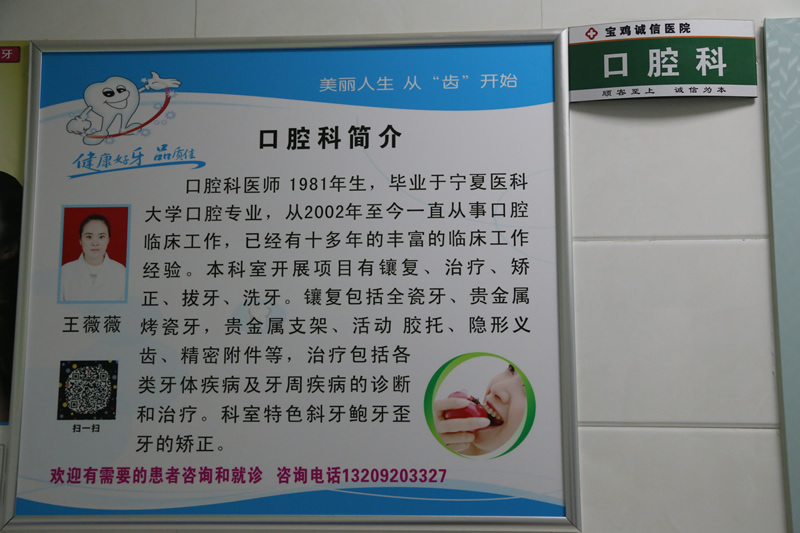 牙
宝鸡诚信医院
口腔科
顾客至上 诚信为本
美丽人生 从“齿”开始
健康好牙 品质佳
口腔科简介
口腔科医师 1981年生，毕业于宁夏医科
大学口腔专业，从2002年至今一直从事口腔
临床工作，已经有十多年的丰富的临床工作
经验。本科室开展项目有镶复、治疗、矫
正、拔牙、洗牙。镶复包括全瓷牙、贵金属
烤瓷牙，贵金属支架、活动 胶托、隐形义
齿、精密附件等，治疗包括各
类牙体疾病及牙周疾病的诊断
和治疗。科室特色斜牙鲍牙歪
牙的矫正。
王薇薇
扫一扫
欢迎有需要的患者咨询和就诊 咨询电话13209203327